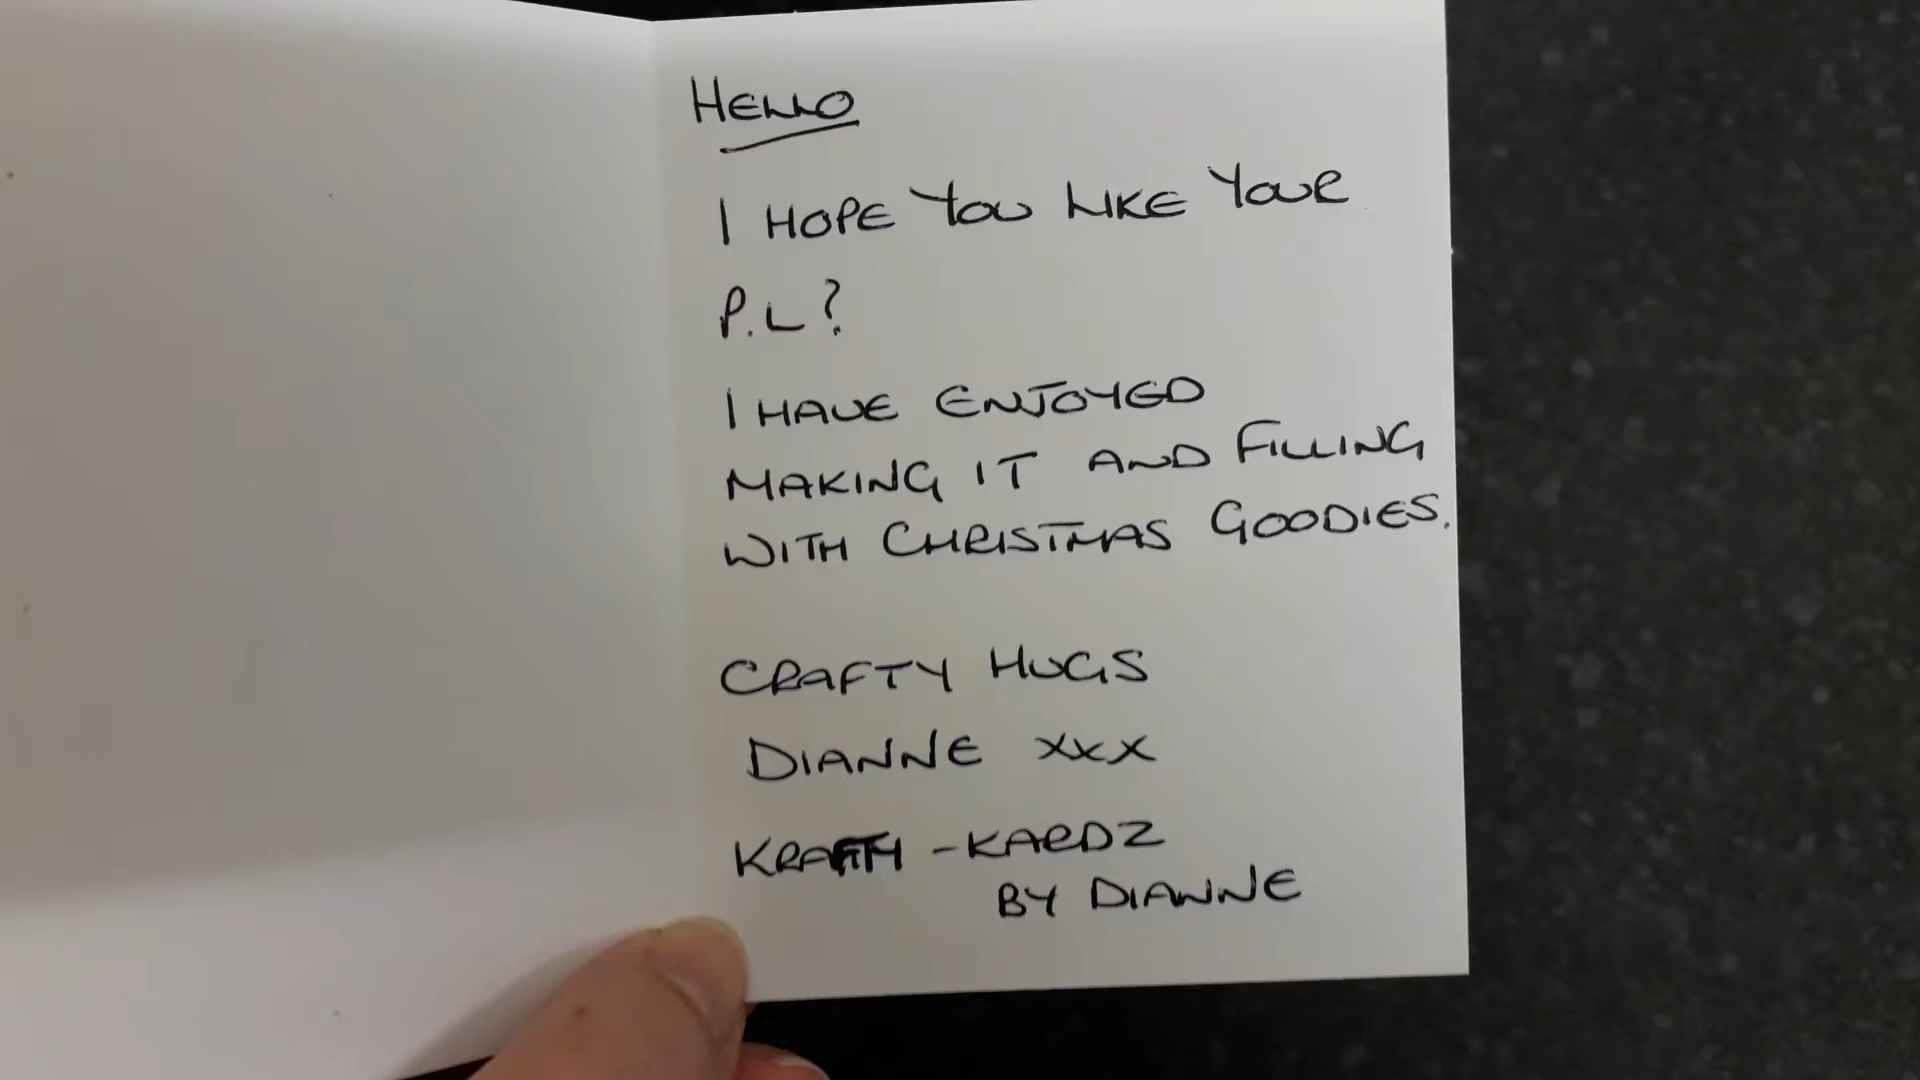 HELLO
I HOPE YOU LIKE YOUR
P.L?
I HAVE ENJOYED
MAKING IT AND FILLING
WITH CHRISTMAS GOODIES.
CRAFTY HUGS
DIANNE XXX
KRAFTY - KARDZ
BY DIANNE